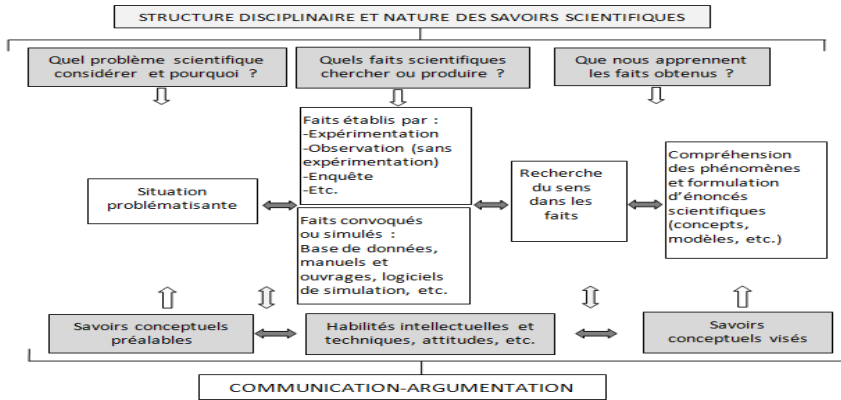 STRUCTURE DISCIPLINAIRE ET NATURE DES SAVOIRS SCIENTIFIQUES
Quel problème scientifique
considérer et pourquoi ?
Quels faits scientifiques
chercher ou produire ?
Que nous apprennent
les faits obtenus ?
Situation
problématisante
Faits établis par :
-Expérimentation
-Observation (sans
expérimentation)
-Enquête
-Etc.
Faits convoqués
ou simulés :
Base de données,
manuels et
ouvrages, logiciels
de simulation, etc.
Recherche
du sens
dans les
faits
Compréhension
des phénomènes
et formulation
d'énoncés
scientifiques
(concepts,
modèles, etc.)
Savoirs conceptuels
préalables
Habilités intellectuelles et
techniques, attitudes, etc.
Savoirs
conceptuels visés
COMMUNICATION-ARGUMENTATION